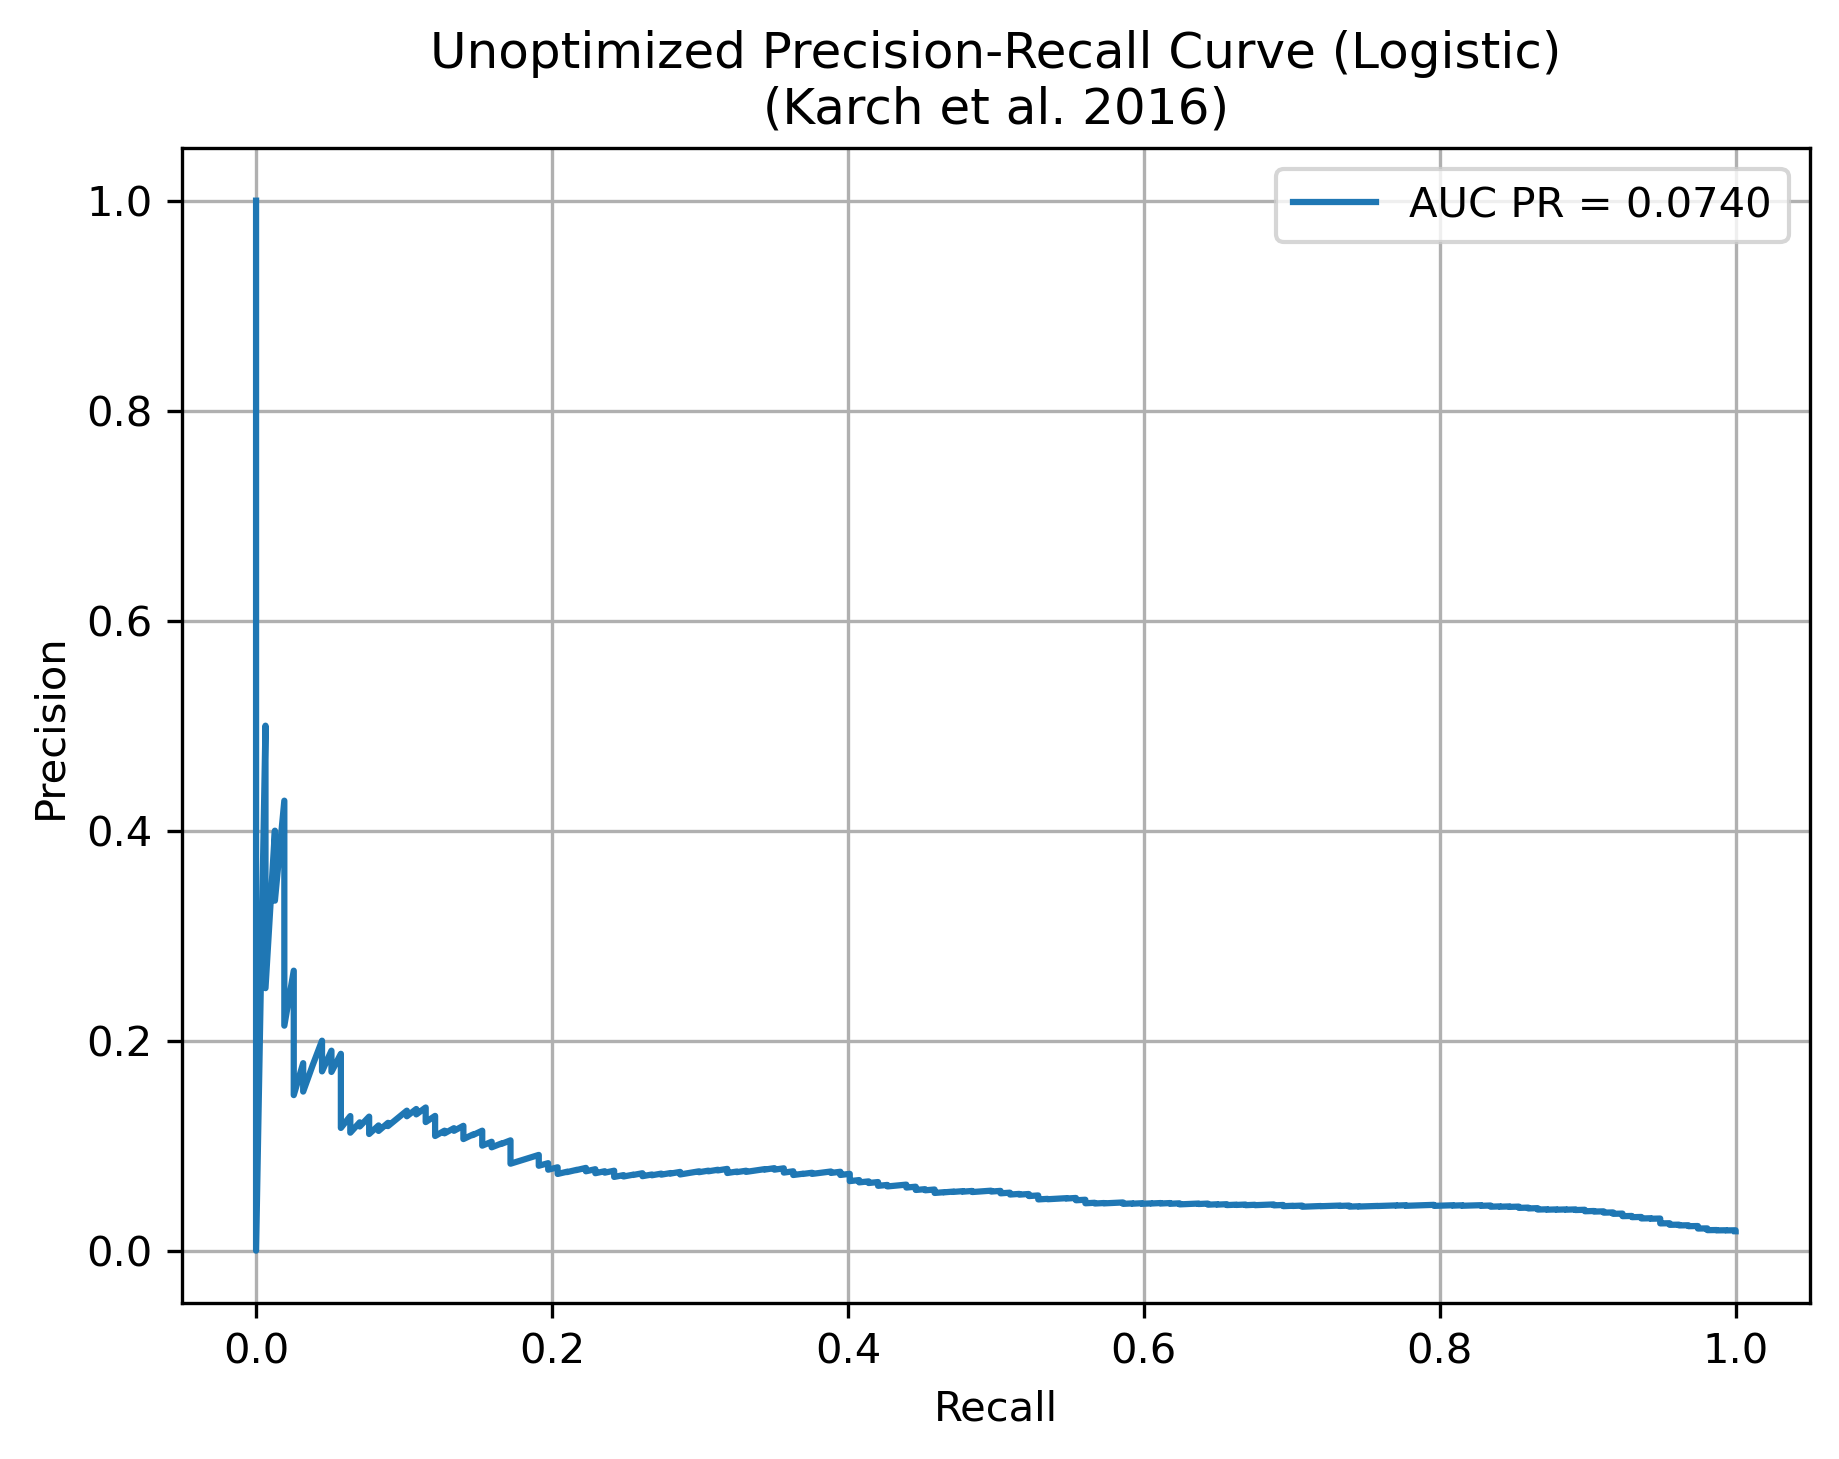 Unoptimized Precision-Recall Curve (Logistic)
(Karch et al. 2016)
AUC PR = 0.0740
1.0
0.8
0.6
0.4
0.2
0.0
Precision
0.0 0.2 0.4 0.6 0.8 1.0
Recall